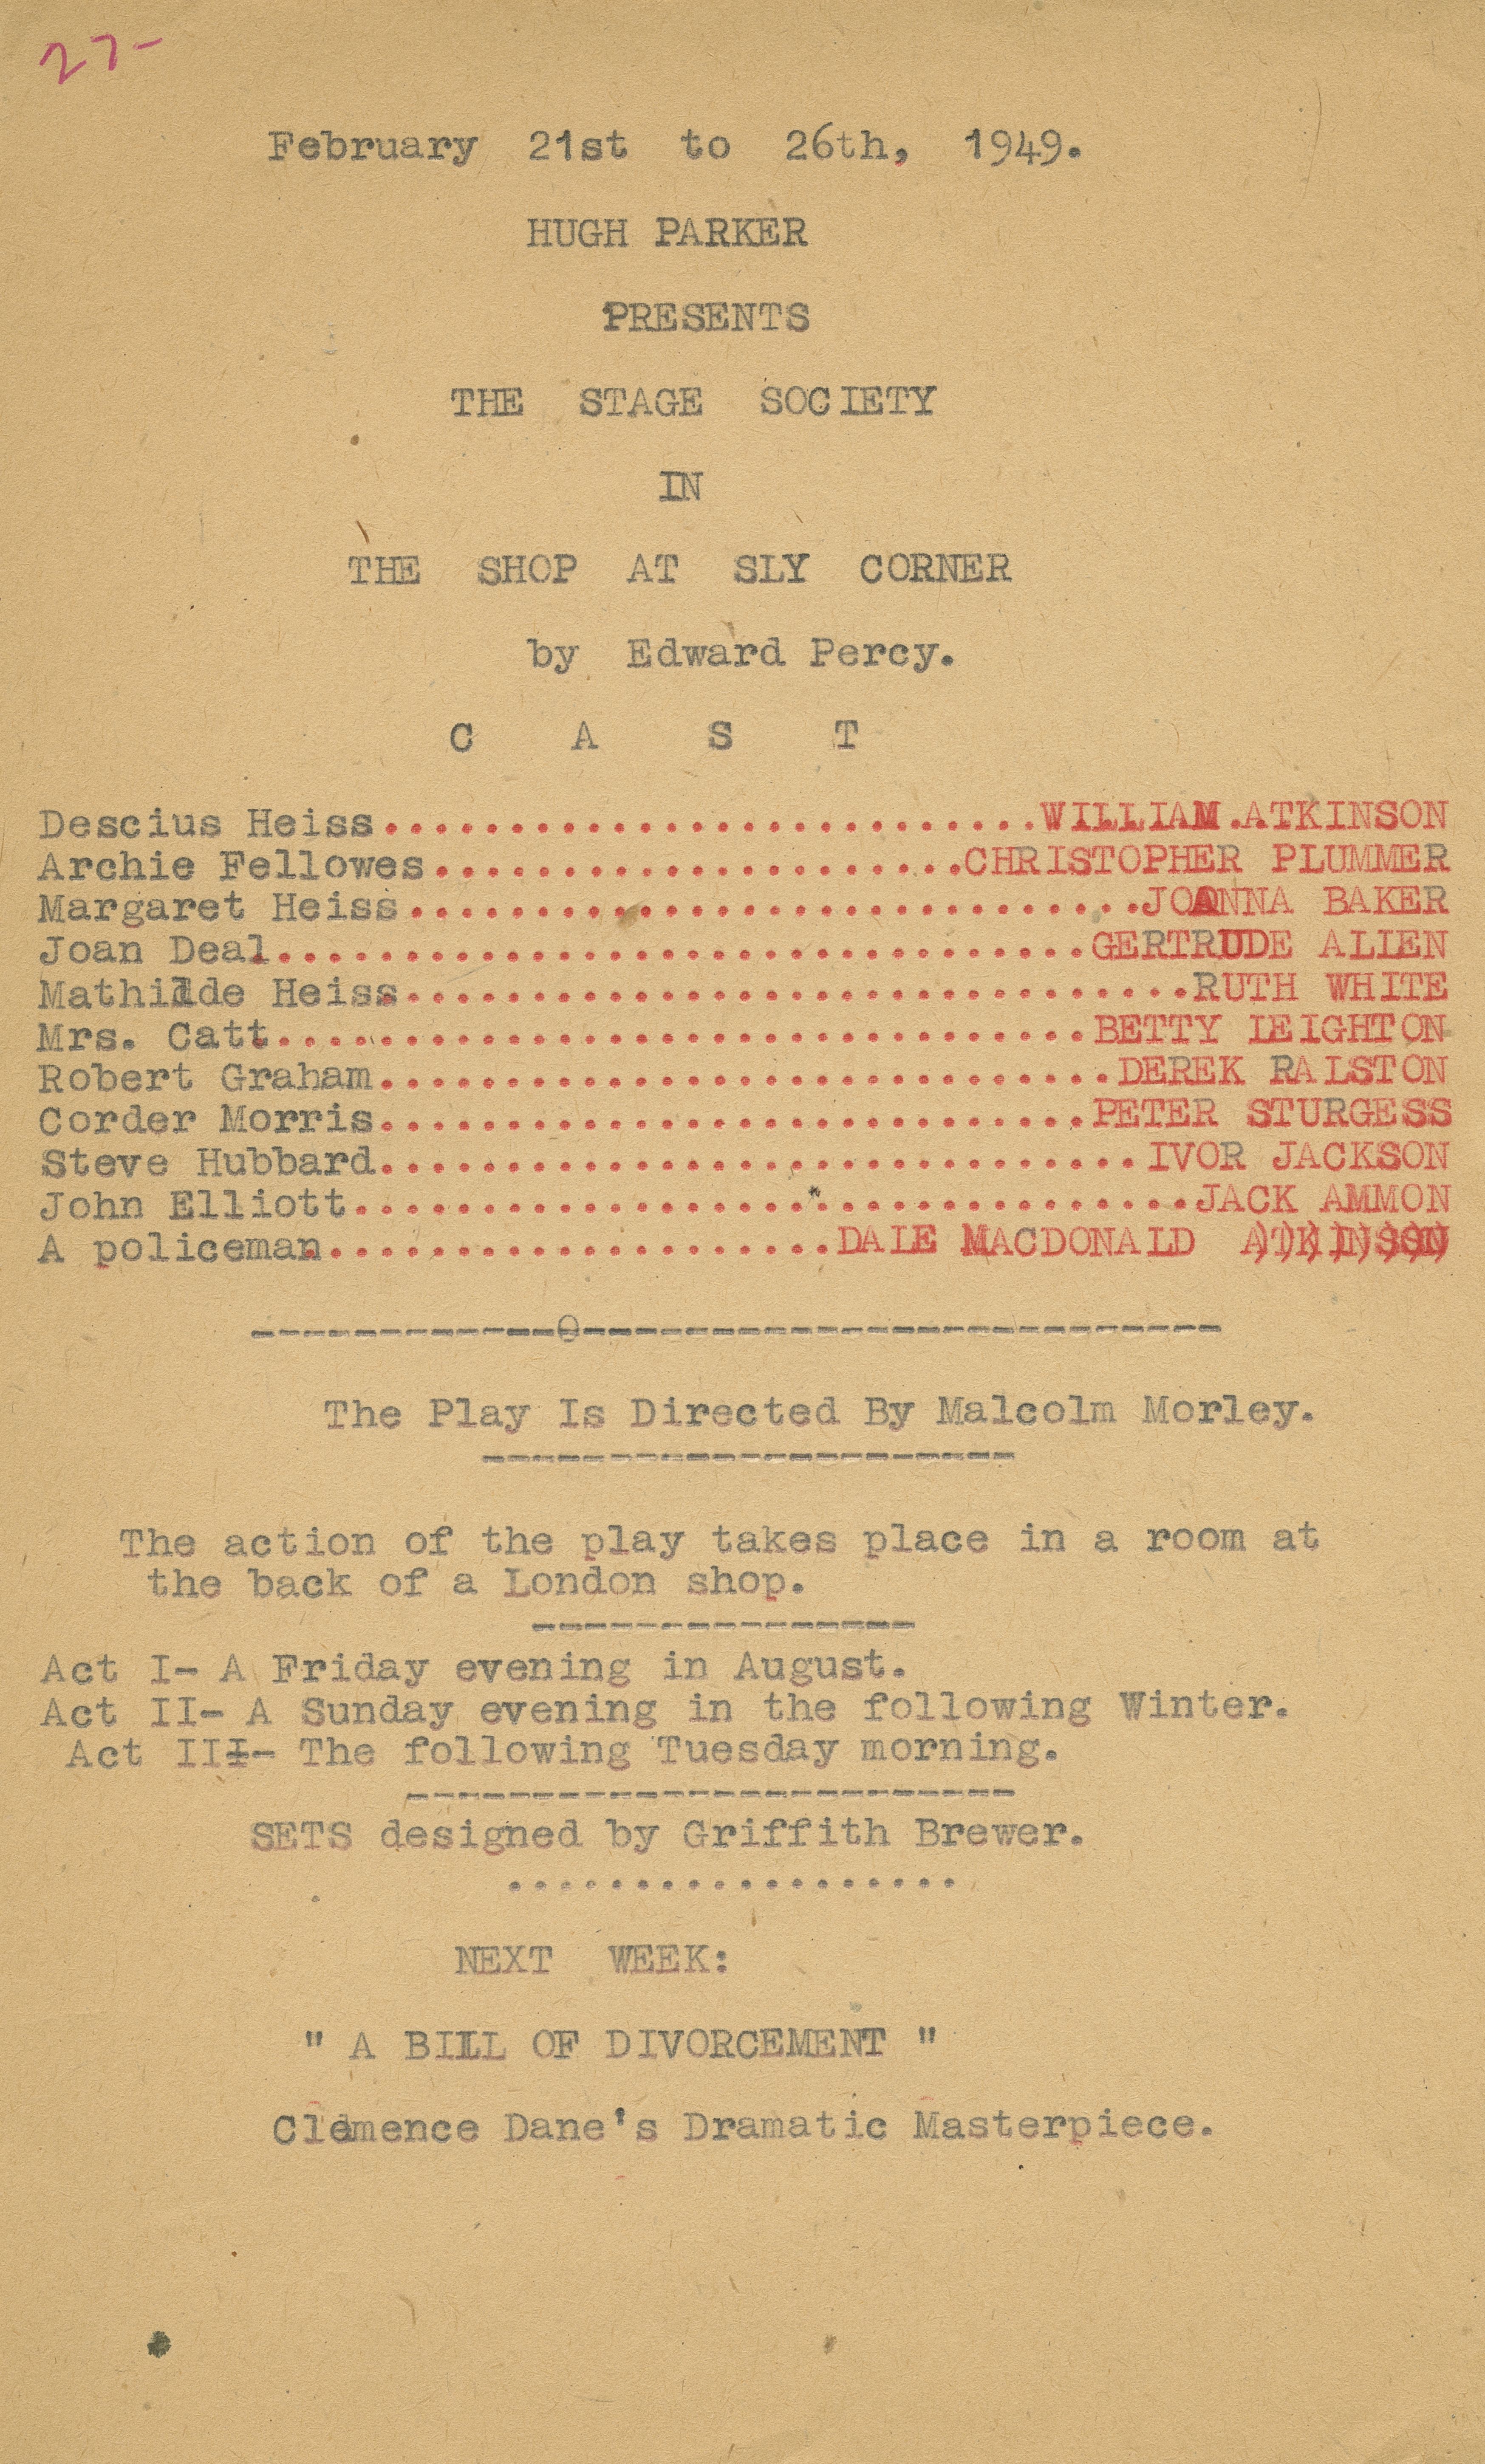 27-
February 21st to 26th, 1949.
HUGH PARKER
PRESENTS
THE STAGE SOCIETY
IN
THE SHOP AT SLY CORNER
by Edward Percy.
C A S T
Descius Heiss..........................WILLIAM.ATKINSON
Archie Fellowes.....................CHRISTOPHER PLUMMER
Margaret Heiss.............................JOANNA BAKER
Joan Deal................................GERTRUDE ALLEN
Mathilde Heiss...............................RUTH WHITE
Mrs. Catt................................BETTY LEIGHTON
Robert Graham.............................DEREK RALSTON
Corder Morris............................PETER STURGESS
Steve Hubbard..............................IVOR JACKSON
John Elliott.................................JACK AMMON
A policeman....................DALE MACDONALD ATKINSON
------------O-------------------------
The Play Is Directed By Malcolm Morley.
---------------------
The action of the play takes place in a room at
the back of a London shop.
---------------
Act I- A Friday evening in August.
Act II- A Sunday evening in the following Winter.
Act III- The following Tuesday morning.
------------------------
SETS designed by Griffith Brewer.
..................
NEXT WEEK:
" A BILL OF DIVORCEMENT "
Clemence Dane's Dramatic Masterpiece.